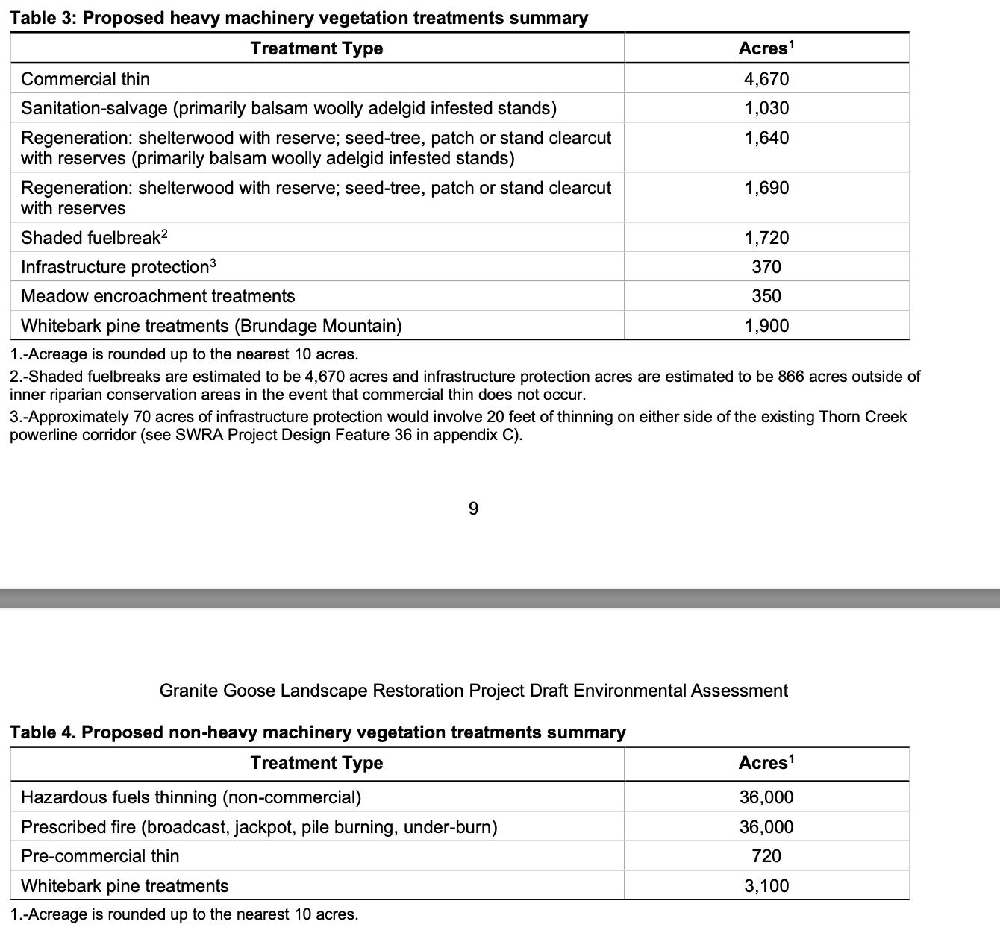 Table 3: Proposed heavy machinery vegetation treatments summary
Treatment Type Acres¹
Commercial thin 4,670
Sanitation-salvage (primarily balsam woolly adelgid infested stands) 1,030
Regeneration: shelterwood with reserve; seed-tree, patch or stand clearcut 1,640
with reserves (primarily balsam woolly adelgid infested stands)
Regeneration: shelterwood with reserve; seed-tree, patch or stand clearcut 1,690
with reserves
Shaded fuelbreak² 1,720
Infrastructure protection³ 370
Meadow encroachment treatments 350
Whitebark pine treatments (Brundage Mountain) 1,900
1.-Acreage is rounded up to the nearest 10 acres.
2.-Shaded fuelbreaks are estimated to be 4,670 acres and infrastructure protection acres are estimated to be 866 acres outside of
inner riparian conservation areas in the event that commercial thin does not occur.
3.-Approximately 70 acres of infrastructure protection would involve 20 feet of thinning on either side of the existing Thorn Creek
powerline corridor (see SWRA Project Design Feature 36 in appendix C).
9
Granite Goose Landscape Restoration Project Draft Environmental Assessment
Table 4. Proposed non-heavy machinery vegetation treatments summary
Treatment Type Acres¹
Hazardous fuels thinning (non-commercial) 36,000
Prescribed fire (broadcast, jackpot, pile burning, under-burn) 36,000
Pre-commercial thin 720
Whitebark pine treatments 3,100
1.-Acreage is rounded up to the nearest 10 acres.